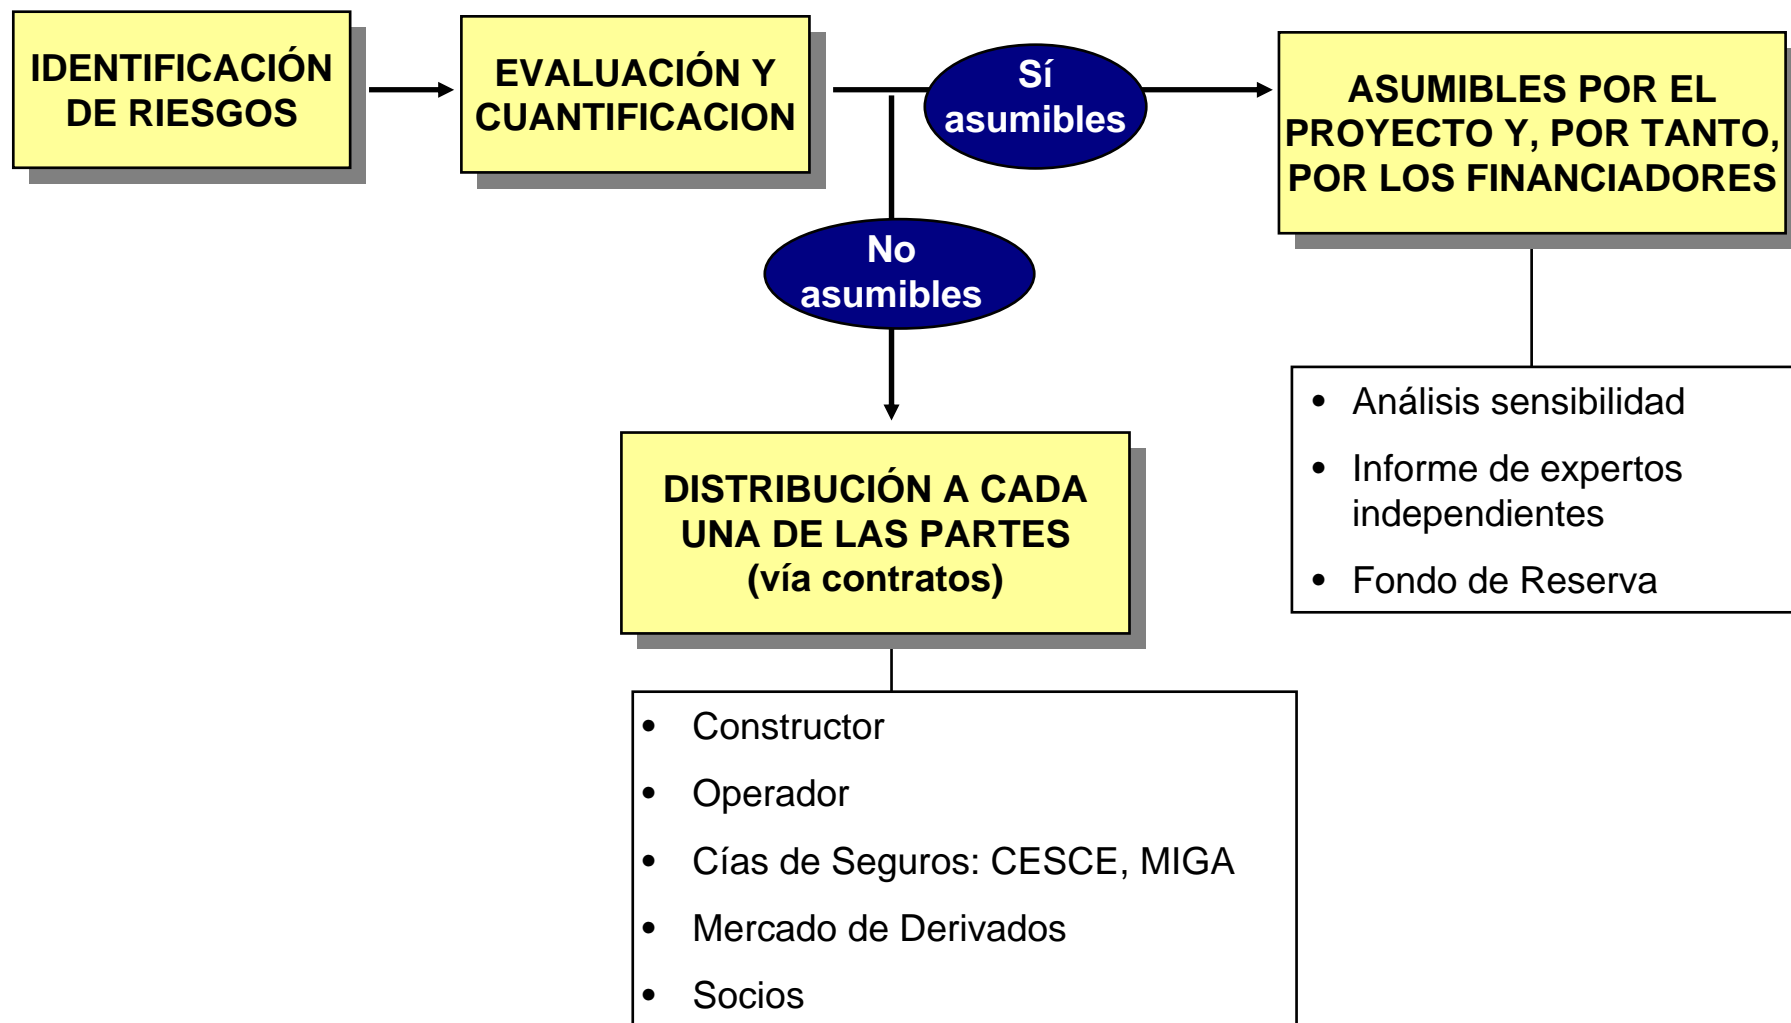 IDENTIFICACIÓN
DE RIESGOS
EVALUACIÓN Y
CUANTIFICACION
Sí
asumibles
ASUMIBLES POR EL
PROYECTO Y, POR TANTO,
POR LOS FINANCIADORES
No
asumibles
• Análisis sensibilidad
• Informe de expertos
independientes
• Fondo de Reserva
DISTRIBUCIÓN A CADA
UNA DE LAS PARTES
(vía contratos)
• Constructor
• Operador
• Cías de Seguros: CESCE, MIGA
• Mercado de Derivados
• Socios